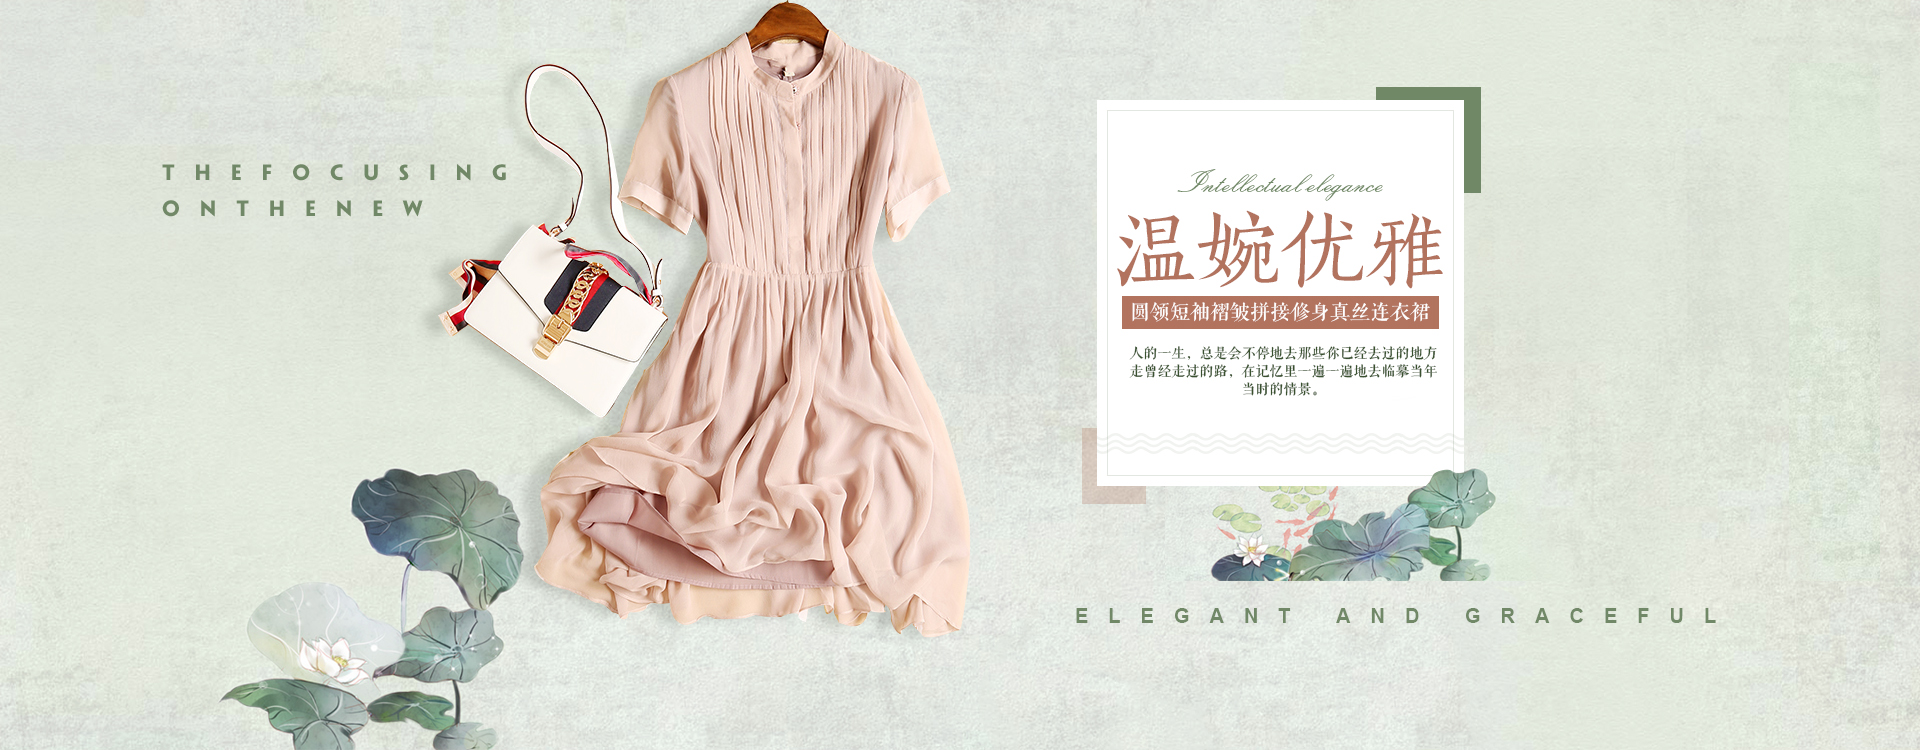 THEFOCUSING
ONTHENEW
Intellectual elegance
温婉优雅
圆领短袖褶皱拼接修身真丝连衣裙
人的一生，总是会不停地去那些你已经去过的地方
走曾经走过的路，在记忆里一遍一遍地去临摹当年
当时的情景。
ELEGANT AND GRACEFUL